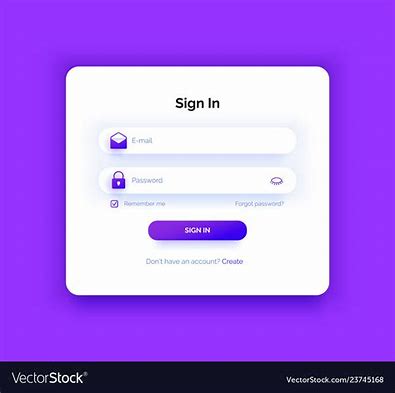 Sign In
E-mail
Password
Remember me Forgot password?
SIGN IN
Don't have an account? Create
VectorStock® VectorStock.com/23745168